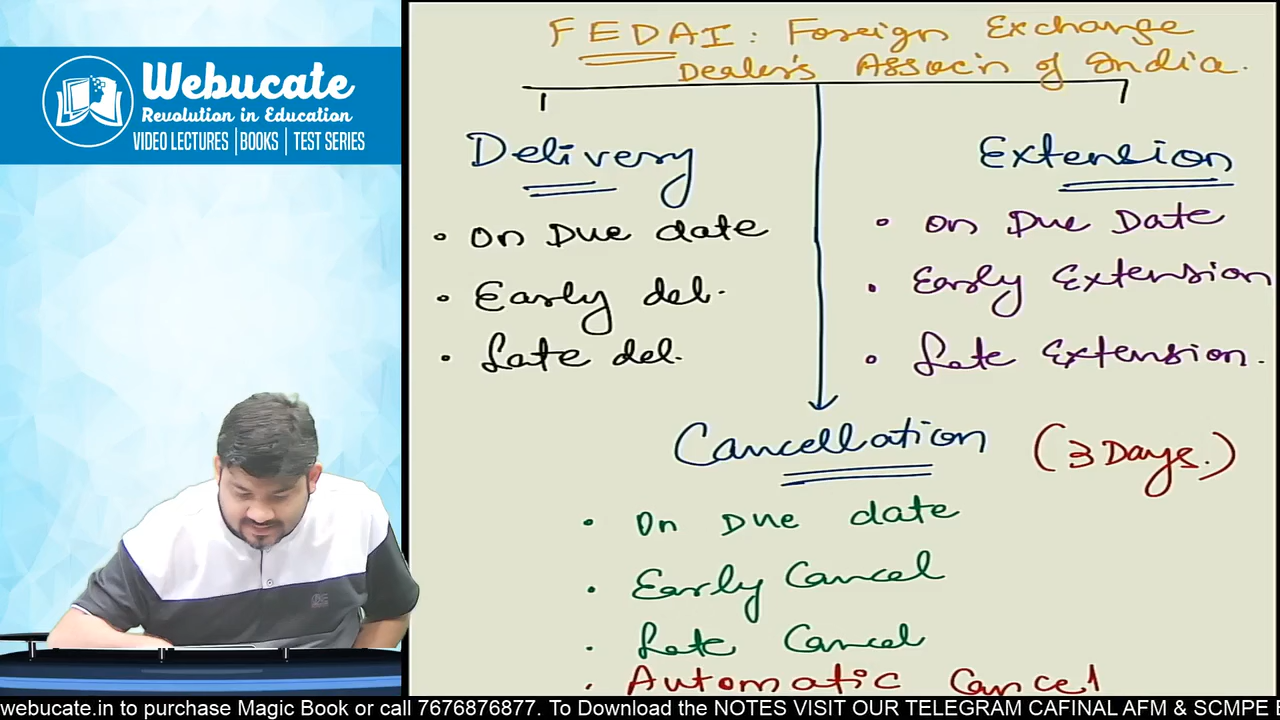 Webucate
Revolution in Education
VIDEO LECTURES | BOOKS | TEST SERIES
FEDAI: Foreign Exchange
Dealer's Assoc'n of India.
Delivery
• On Due date
• Early del.
• Late del.
Extension
• On Due Date
• Early Extension
• Late Extension.
Cancellation (3 Days.)
• On Due date
• Early Cancel
• Late Cancel
• Automatic Cancel
webucate.in to purchase Magic Book or call 7676876877. To Download the NOTES VISIT OUR TELEGRAM CAFINAL AFM & SCMPE